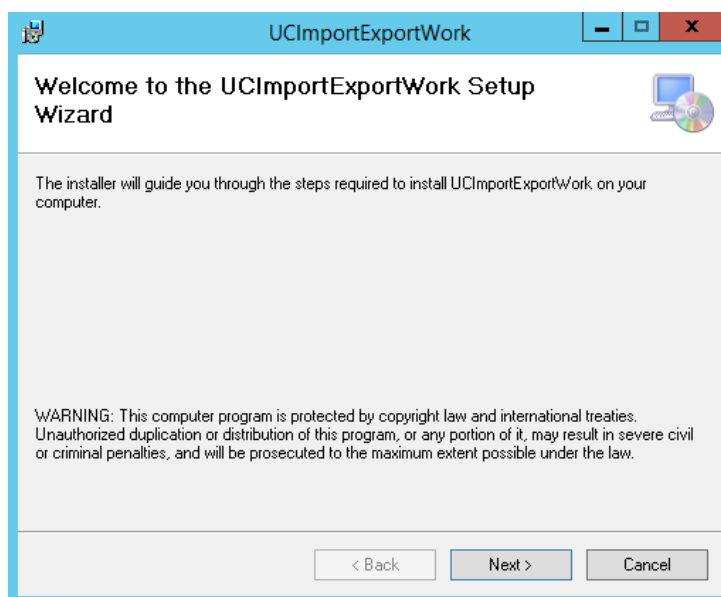 UCImportExportWork
Welcome to the UCImportExportWork Setup
Wizard
The installer will guide you through the steps required to install UCImportExportWork on your
computer.
WARNING: This computer program is protected by copyright law and international treaties.
Unauthorized duplication or distribution of this program, or any portion of it, may result in severe civil
or criminal penalties, and will be prosecuted to the maximum extent possible under the law.
< Back
Next >
Cancel